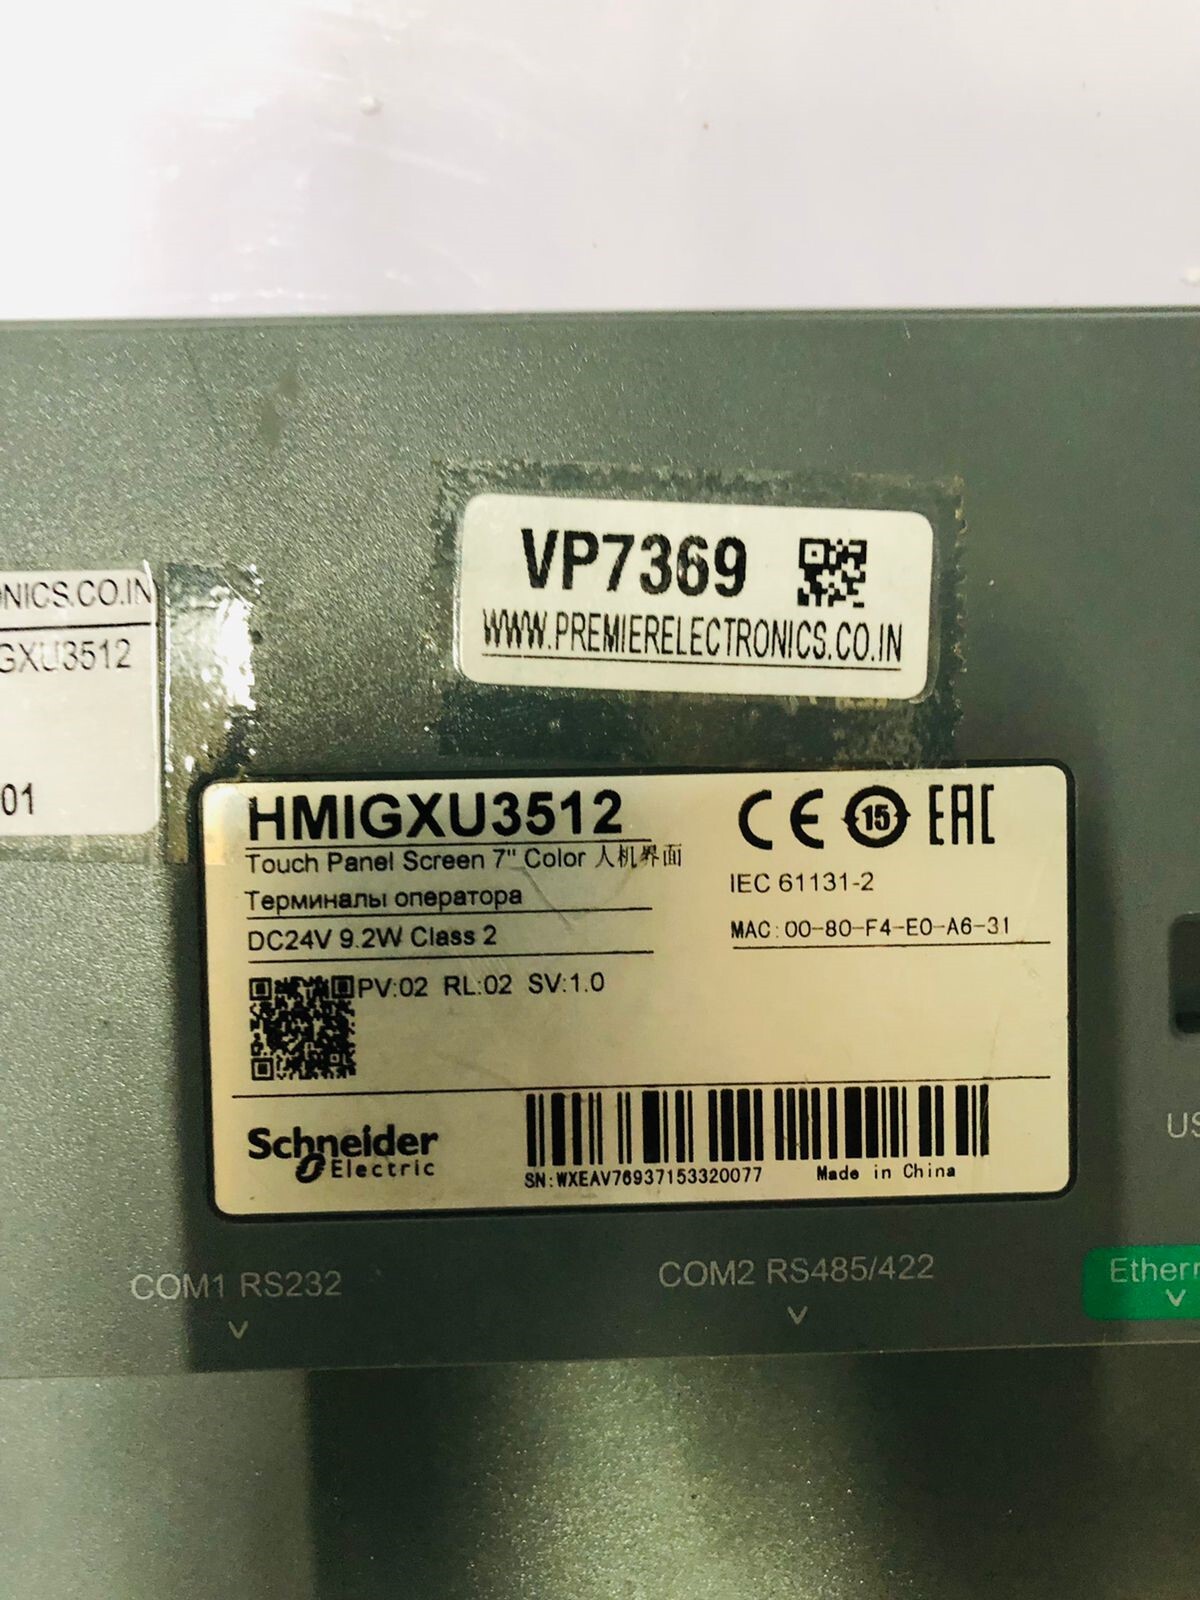 VP7369
WWW.PREMIERELECTRONICS.CO.IN
NICS.CO.IN
GXU3512
01
HMIGXU3512
Touch Panel Screen 7" Color 人机界面
Терминалы оператора
DC24V 9.2W Class 2
PV:02 RL:02 SV:1.0
CE 15 EAC
IEC 61131-2
MAC:00-80-F4-E0-A6-31
Schneider
Electric
SN:WXEAV76937153320077 Made in China
US
COM1 RS232
COM2 RS485/422
Ethern